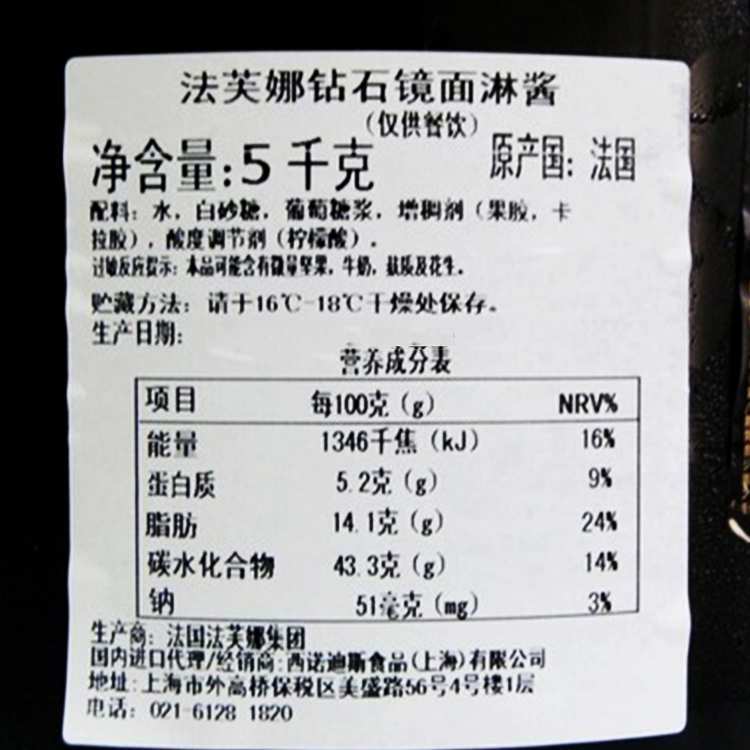 法芙娜钻石镜面淋酱
(仅供餐饮)
净含量:5 千克 原产国: 法国
配料: 水, 白砂糖, 葡萄糖浆, 增稠剂 (果胶, 卡
拉胶), 酸度调节剂 (柠檬酸)。
过敏反应提示: 本品可能含有微量坚果, 牛奶, 麸质及花生。
贮藏方法: 请于16℃-18℃干燥处保存。
生产日期:
营养成分表
项目 每100克 (g) NRV%
能量 1346千焦 (kJ) 16%
蛋白质 5.2克 (g) 9%
脂肪 14.1克 (g) 24%
碳水化合物 43.3克 (g) 14%
钠 51毫克 (mg) 3%
生产商: 法国法芙娜集团
国内进口代理/经销商:西诺迪斯食品(上海)有限公司
地址:上海市外高桥保税区美盛路56号4号楼1层
电话: 021-6128 1820